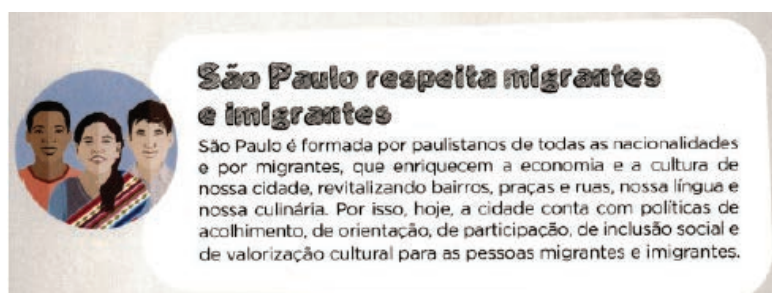 São Paulo respeita migrantes
e imigrantes
São Paulo é formada por paulistanos de todas as nacionalidades
e por migrantes, que enriquecem a economia e a cultura de
nossa cidade, revitalizando bairros, praças e ruas, nossa língua e
nossa culinária. Por isso, hoje, a cidade conta com políticas de
acolhimento, de orientação, de participação, de inclusão social e
de valorização cultural para as pessoas migrantes e imigrantes.